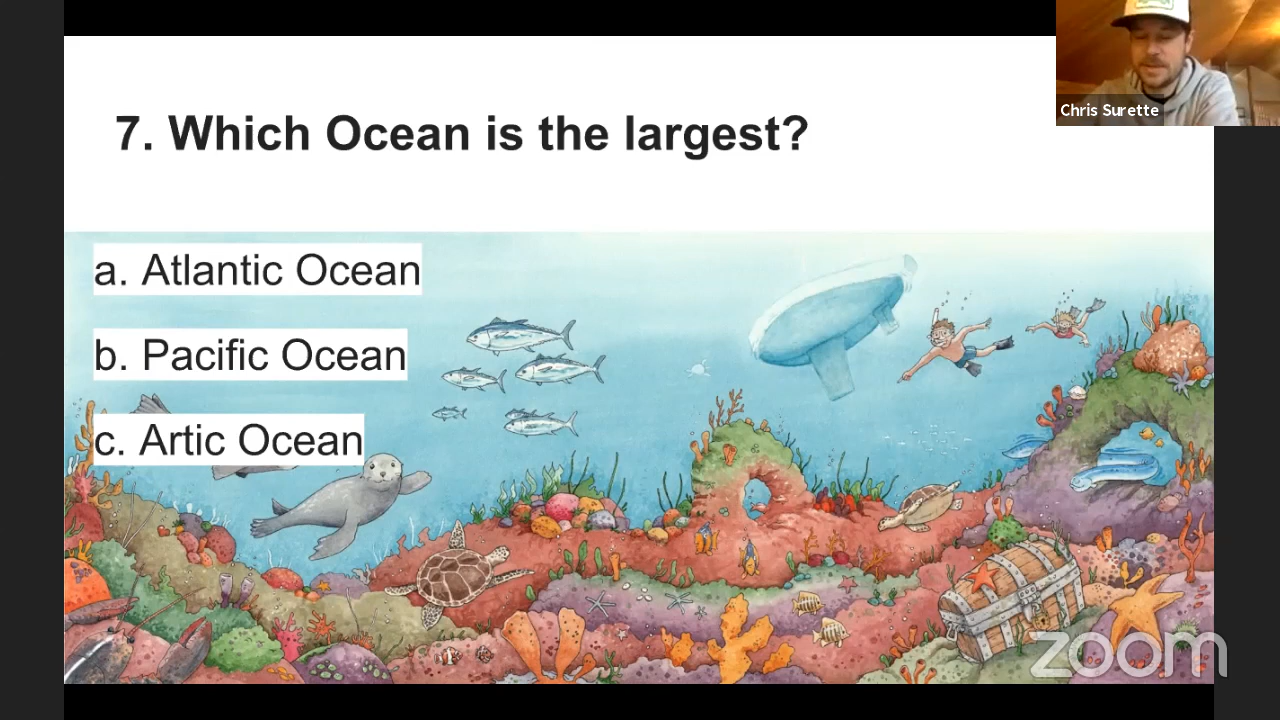 Chris Surette
7. Which Ocean is the largest?
a. Atlantic Ocean
b. Pacific Ocean
c. Artic Ocean
zoom